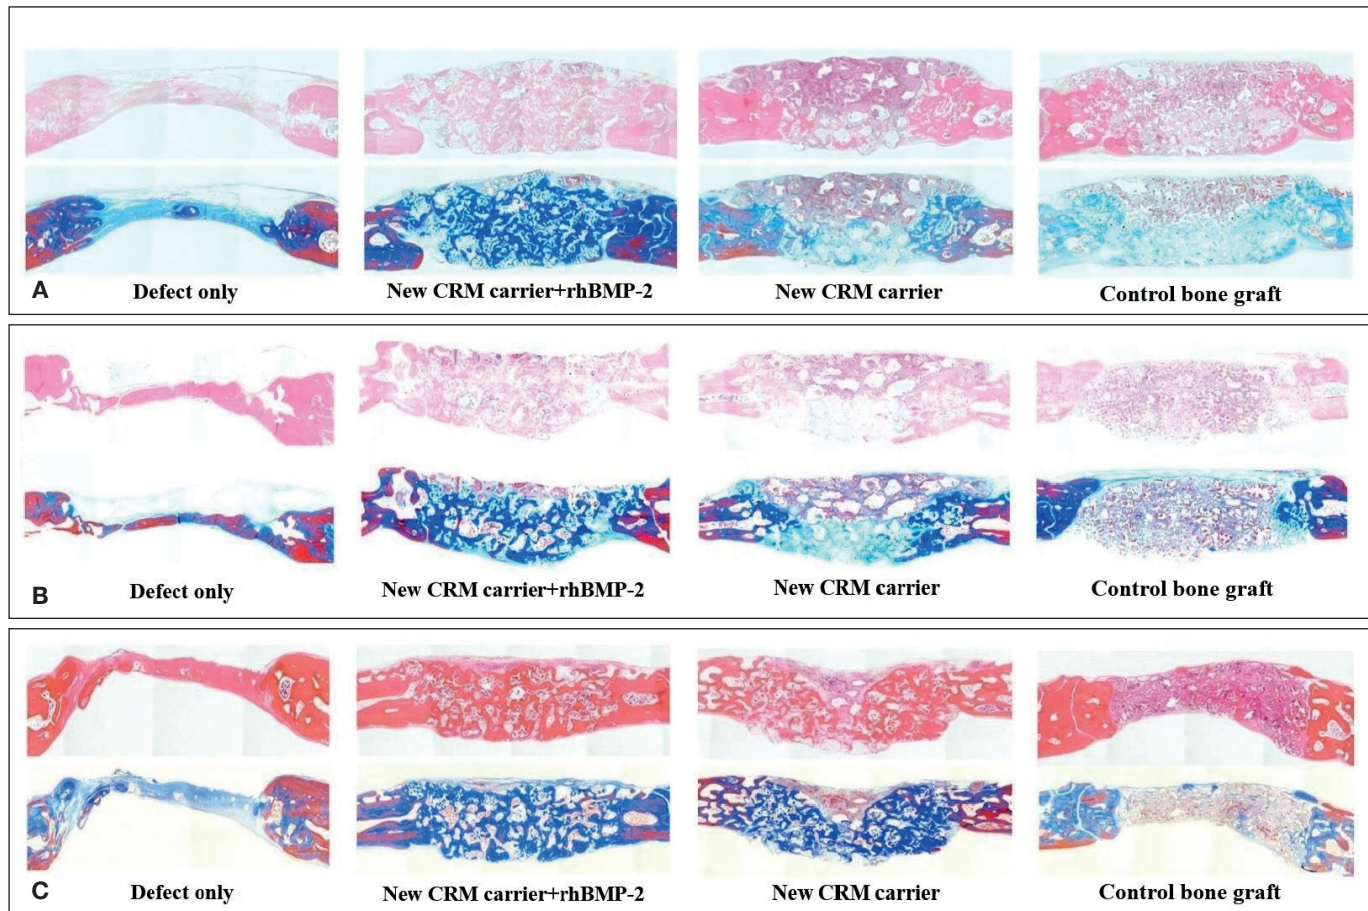 A
Defect only
New CRM carrier+rhBMP-2
New CRM carrier
Control bone graft
B
Defect only
New CRM carrier+rhBMP-2
New CRM carrier
Control bone graft
C
Defect only
New CRM carrier+rhBMP-2
New CRM carrier
Control bone graft